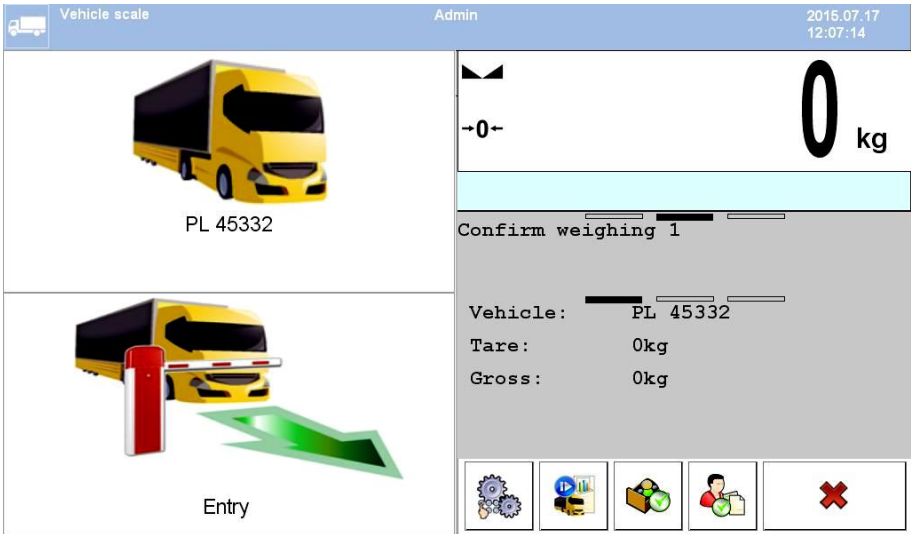 Vehicle scale
Admin
2015.07.17
12:07:14
PL 45332
→0←
0 kg
Confirm weighing 1
Vehicle: PL 45332
Tare: 0kg
Gross: 0kg
Entry